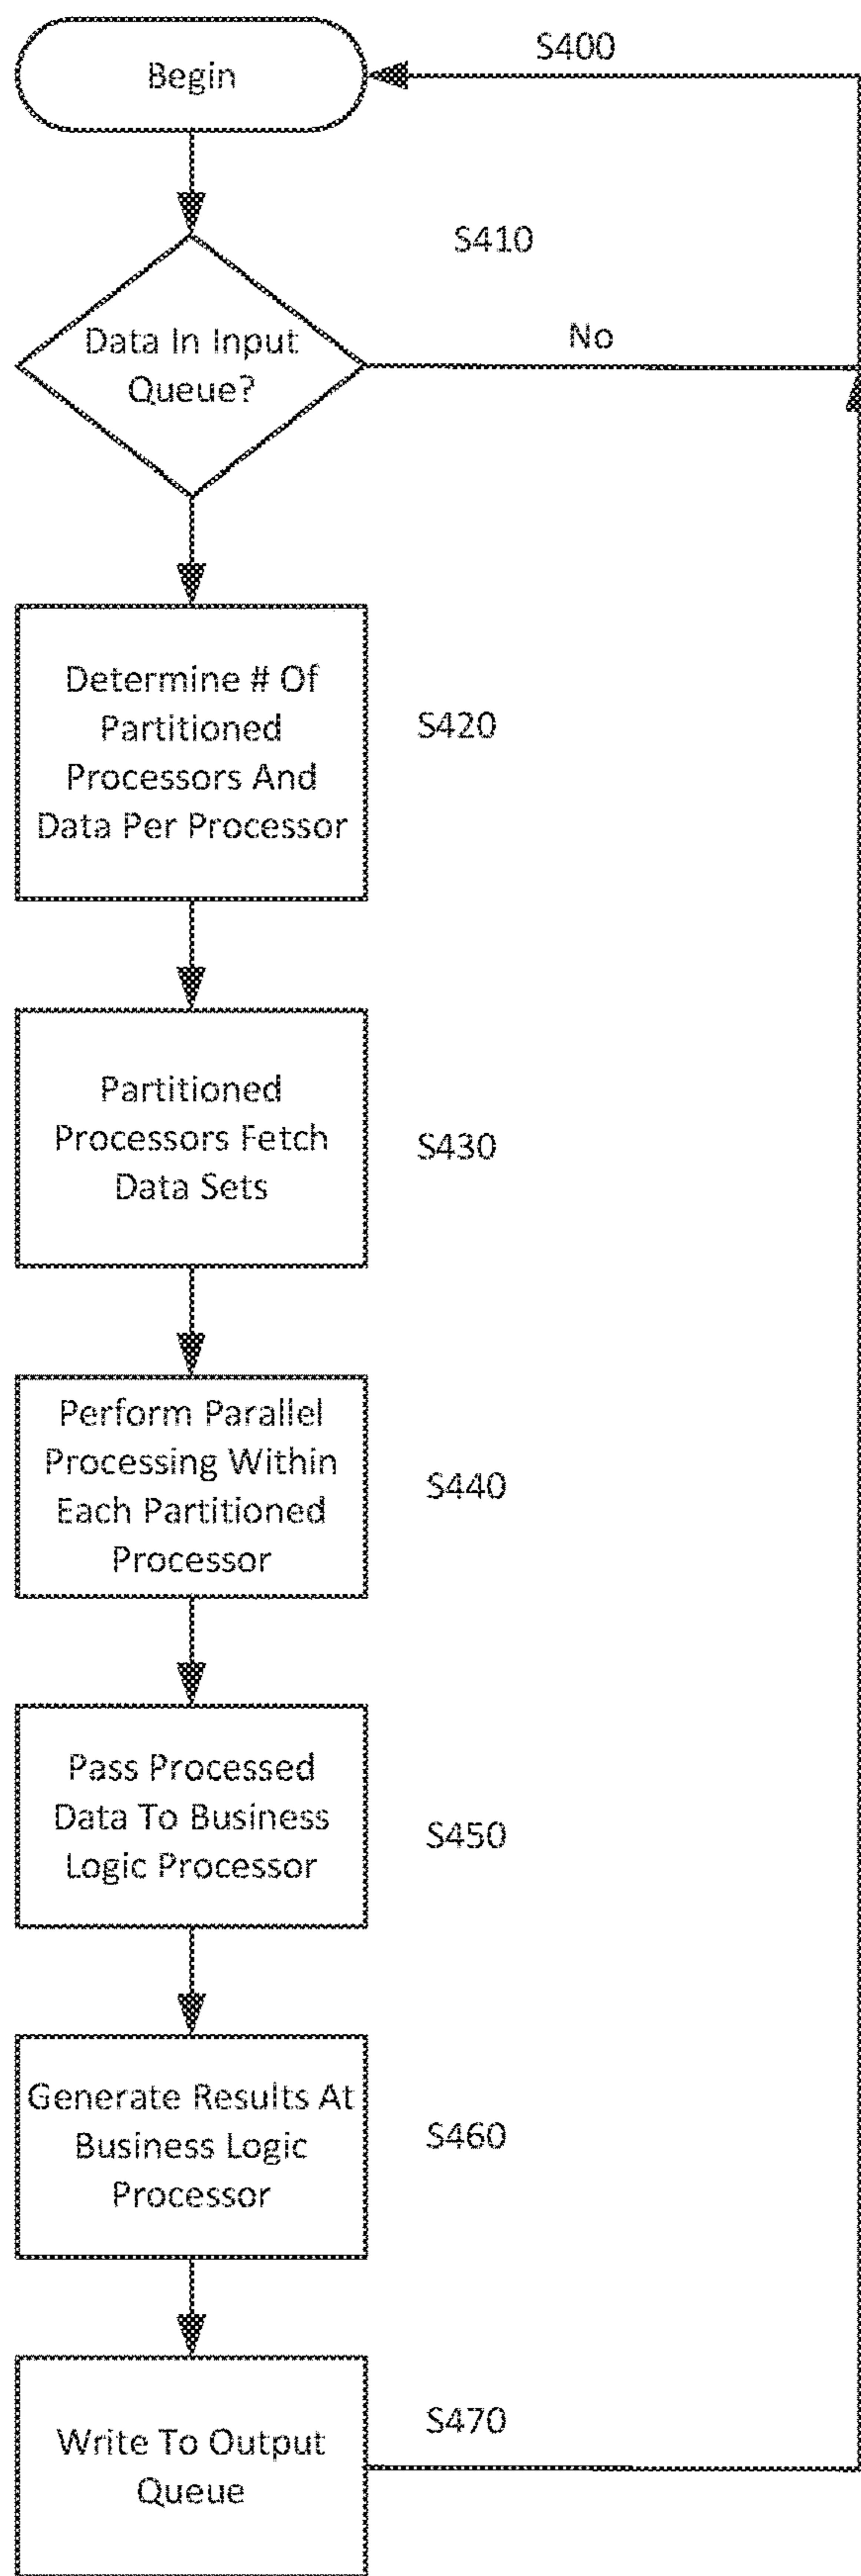 S400
Begin
S410
Data In Input
Queue?
No
Determine # Of
Partitioned
Processors And
Data Per Processor
S420
Partitioned
Processors Fetch
Data Sets
S430
Perform Parallel
Processing Within
Each Partitioned
Processor
S440
Pass Processed
Data To Business
Logic Processor
S450
Generate Results At
Business Logic
Processor
S460
Write To Output
Queue
S470